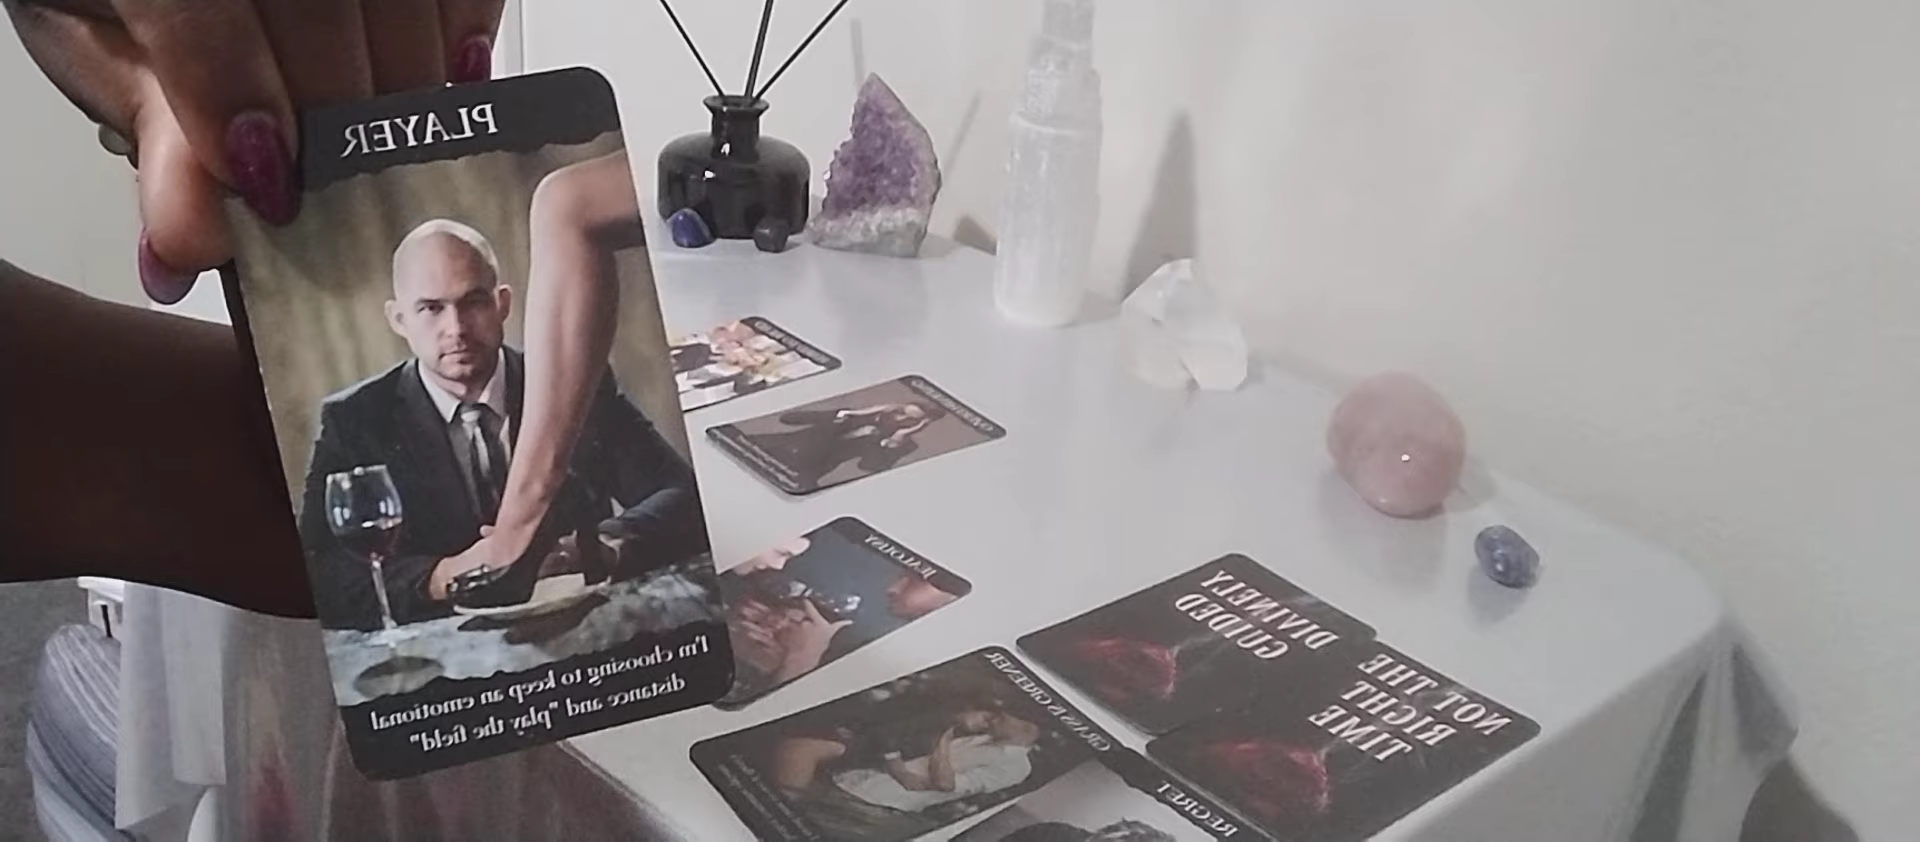 PLAYER
I'm choosing to keep an emotional
distance and "play the field"
JEALOUSY
DIVINELY
GUIDED
NOT THE
RIGHT
TIME
GRASS IS GREENER
REGRET